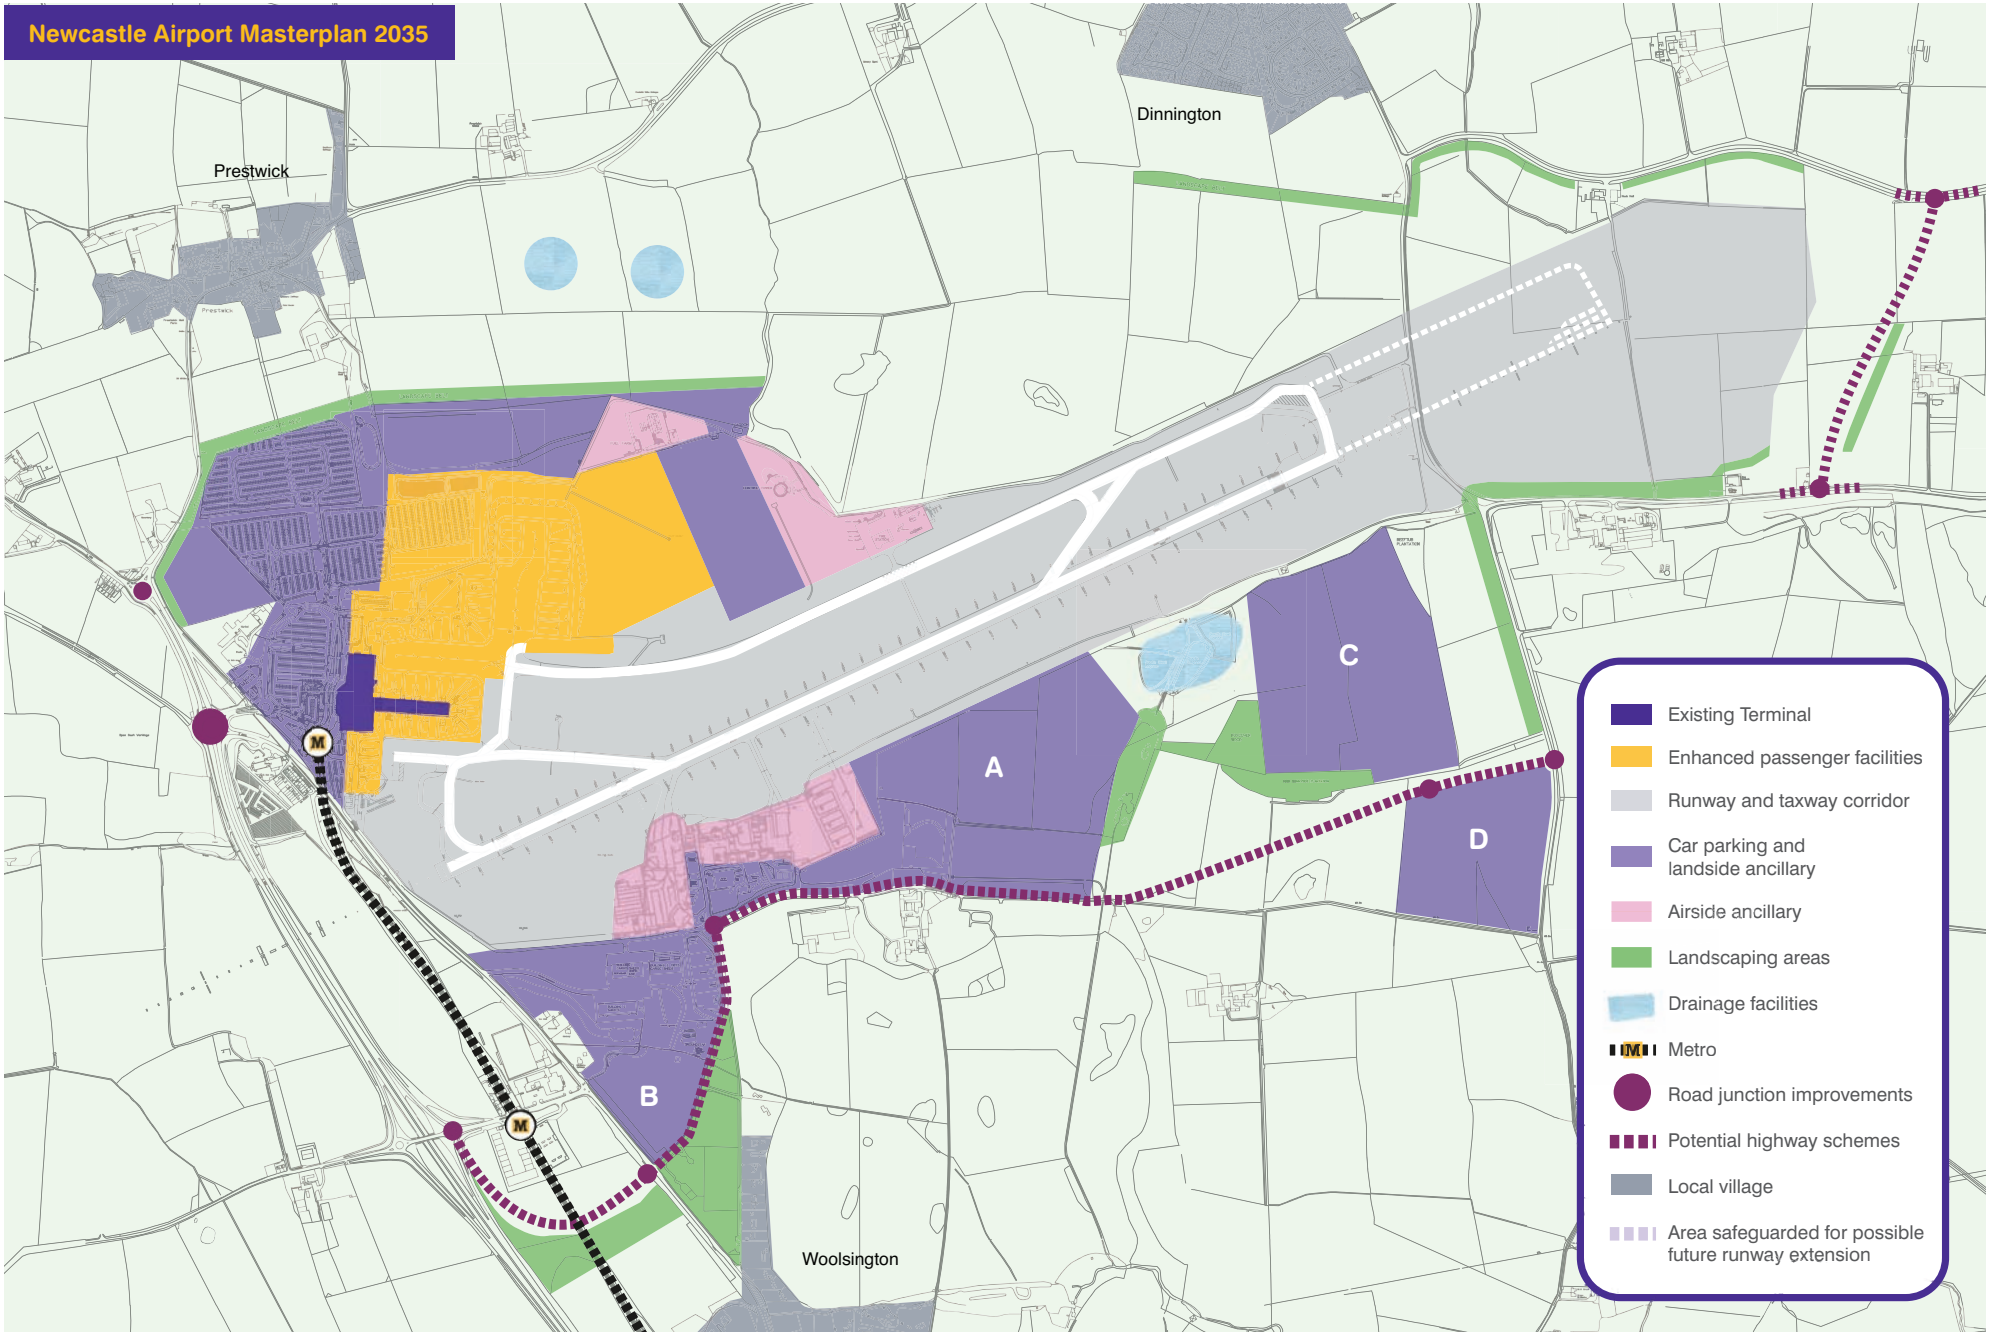 Newcastle Airport Masterplan 2035
Dinnington
Prestwick
Prestwick
C
A
D
B
M
M
Woolsington
Existing Terminal
Enhanced passenger facilities
Runway and taxway corridor
Car parking and
landside ancillary
Airside ancillary
Landscaping areas
Drainage facilities
M Metro
Road junction improvements
Potential highway schemes
Local village
Area safeguarded for possible
future runway extension